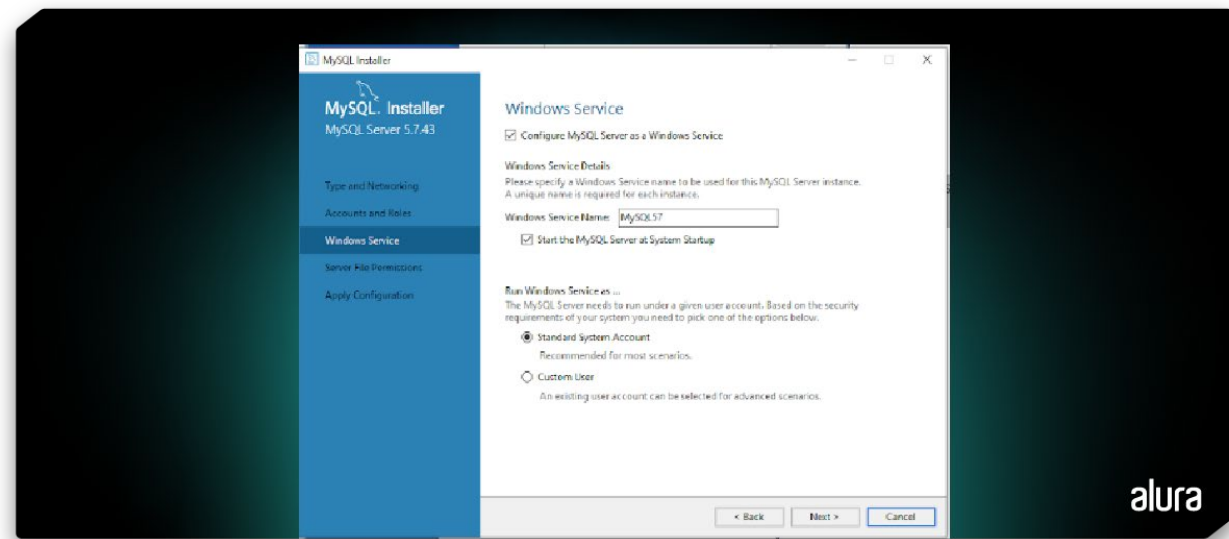 MySQL Installer
MySQL. Installer
MySQL Server 5.7.43
Type and Networking
Accounts and Roles
Windows Service
Server File Permissions
Apply Configuration
Windows Service
Configure MySQL Server as a Windows Service
Windows Service Details
Please specify a Windows Service name to be used for this MySQL Server instance.
A unique name is required for each instance.
Windows Service Name: MySQL57
Start the MySQL Server at System Startup
Run Windows Service as ...
The MySQL Server needs to run under a given user account. Based on the security
requirements of your system you need to pick one of the options below.
Standard System Account
Recommended for most scenarios.
Custom User
An existing user account can be selected for advanced scenarios.
< Back
Next >
Cancel
alura